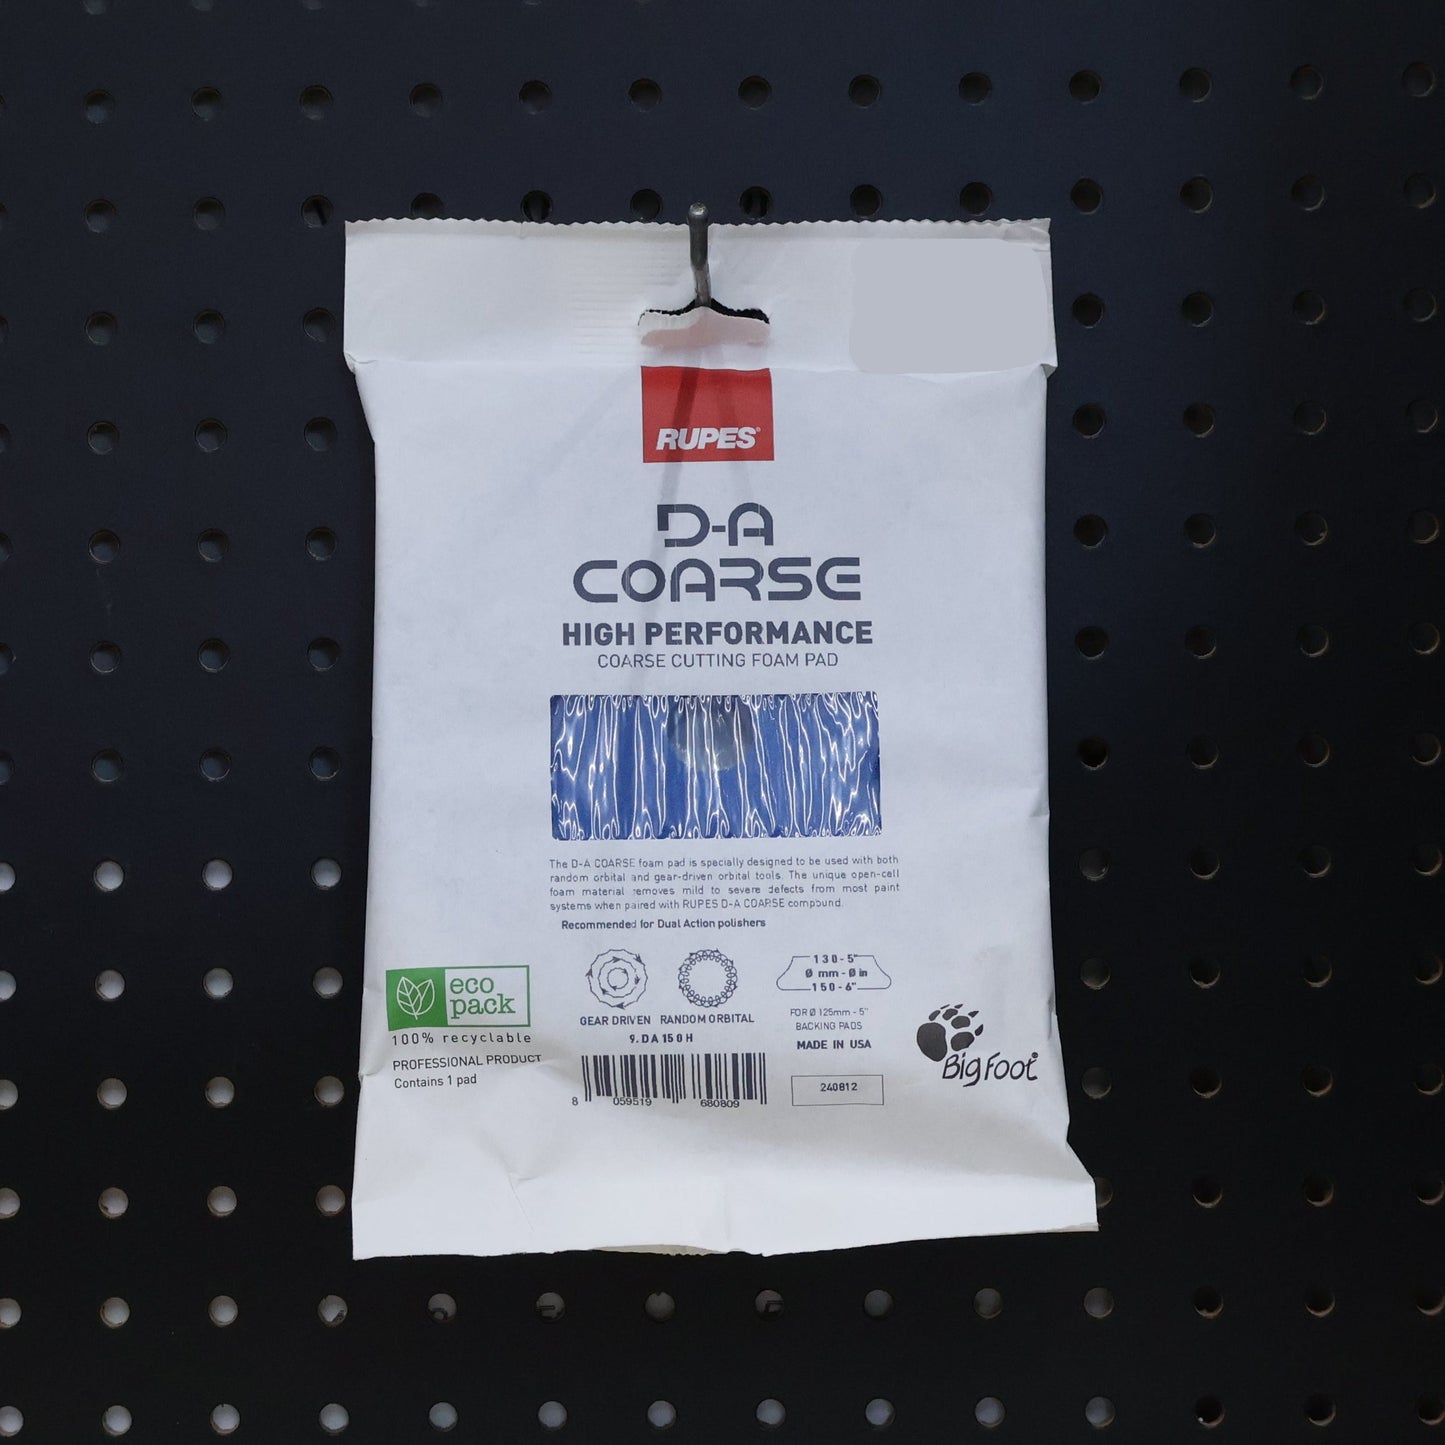 RUPES®
D-A
COARSE
HIGH PERFORMANCE
COARSE CUTTING FOAM PAD
The D-A COARSE foam pad is specially designed to be used with both
random orbital and gear-driven orbital tools. The unique open-cell
foam material removes mild to severe defects from most paint
systems when paired with RUPES D-A COARSE compound.
Recommended for Dual Action polishers
eco
pack
100% recyclable
PROFESSIONAL PRODUCT
Contains 1 pad
GEAR DRIVEN RANDOM ORBITAL
9.DA150H
8 059519 680809
130-5"
Ø mm - Ø in
150-6"
FOR Ø 125mm - 5"
BACKING PADS
MADE IN USA
240812
BigFoot®